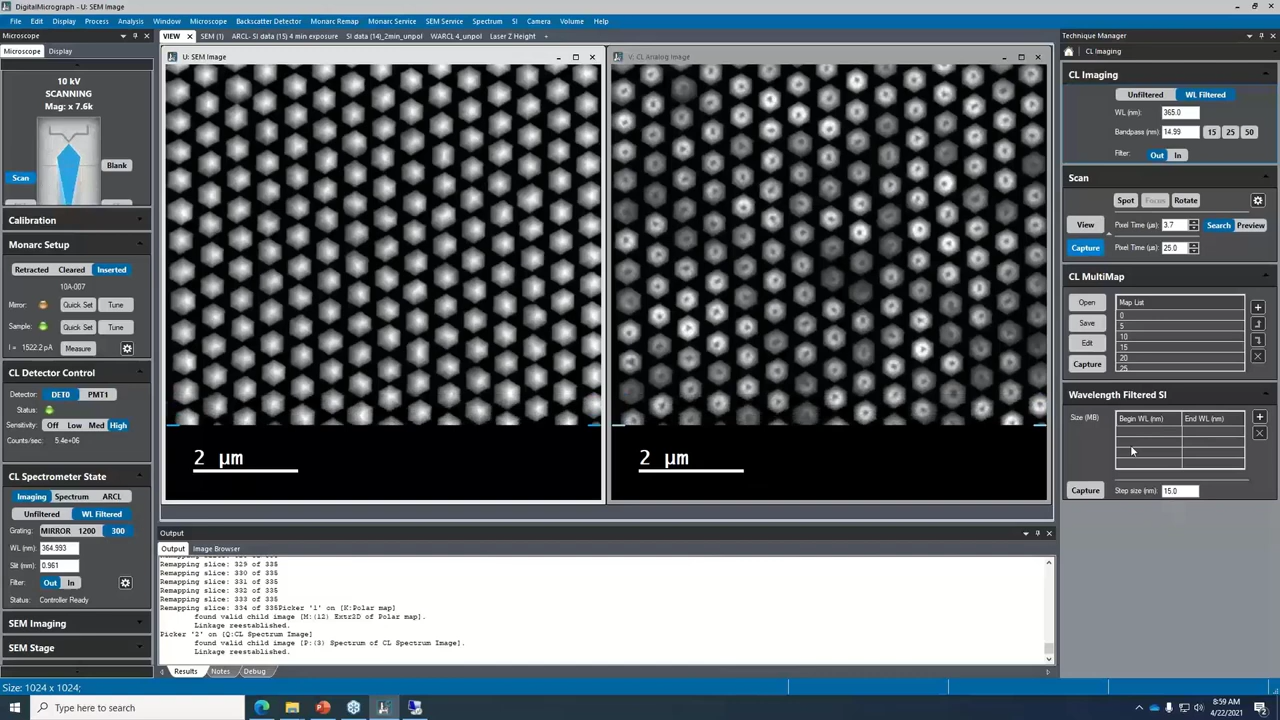 DigitalMicrograph - U: SEM Image
File Edit Display Process Analysis Window Microscope Backscatter Detector Monarc Remap Monarc Service SEM Service Spectrum SI Camera Volume Help
Microscope
Microscope Display
10 kV
SCANNING
Mag: x 7.6k
Blank
Scan
Calibration
Monarc Setup
Retracted Cleared Inserted
10A-007
Mirror: Quick Set Tune
Sample: Quick Set Tune
I = 1522.2 pA Measure
CL Detector Control
Detector: DET0 PMT1
Status:
Sensitivity: Off Low Med High
Counts/sec: 5.4e+06
CL Spectrometer State
Imaging Spectrum ARCL
Unfiltered WL Filtered
Grating: MIRROR 1200 300
WL (nm): 364.993
Slit (nm): 0.961
Filter: Out In
Status: Controller Ready
SEM Imaging
SEM Stage
VIEW SEM (1) ARCL- SI data (15) 4 min exposure SI data (14)_2min_unpol WARCL 4_unpol Laser Z Height +
U: SEM Image
2 µm
V: CL Analog Image
2 µm
Output
Output Image Browser
Remapping slice: 329 of 335
Remapping slice: 330 of 335
Remapping slice: 331 of 335
Remapping slice: 332 of 335
Remapping slice: 333 of 335
Remapping slice: 334 of 335Picker '1' on [K:Polar map]
found valid child image [M:(12) Extr2D of Polar map].
Linkage reestablished.
Picker '2' on [Q:CL Spectrum Image]
found valid child image [P:(3) Spectrum of CL Spectrum Image].
Linkage reestablished.
Results Notes Debug
Technique Manager
CL Imaging
CL Imaging
Unfiltered WL Filtered
WL (nm): 365.0
Bandpass (nm): 14.99 15 25 50
Filter: Out In
Scan
Spot Focus Rotate
View Pixel Time (µs): 3.7 Search Preview
Capture Pixel Time (µs): 25.0
CL MultiMap
Open Map List
0
Save 5
10
Edit 15
Capture 20
25
Wavelength Filtered SI
Size (MB) Begin WL (nm) End WL (nm)
Capture Step size (nm): 15.0
Size: 1024 x 1024;
Type here to search
8:59 AM
4/22/2021
2